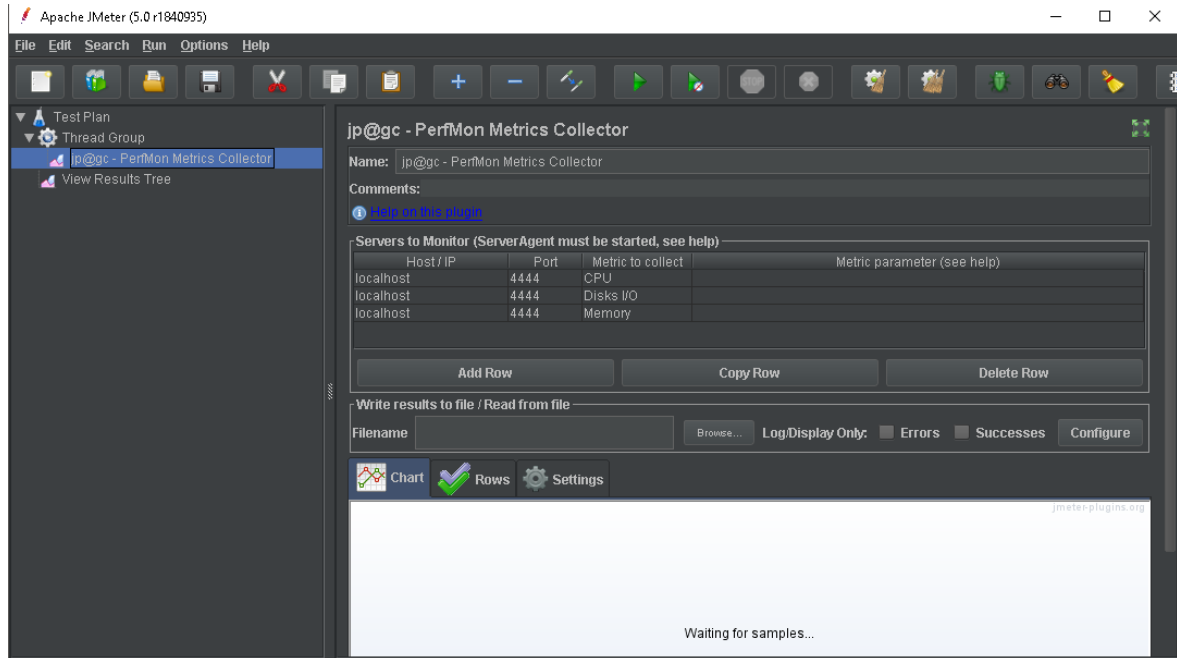 Apache JMeter (5.0 r1840935)
File Edit Search Run Options Help
STOP
Test Plan
Thread Group
jp@gc - PerfMon Metrics Collector
View Results Tree
jp@gc - PerfMon Metrics Collector
Name: jp@gc - PerfMon Metrics Collector
Comments:
Help on this plugin
Servers to Monitor (ServerAgent must be started, see help)
Host / IP Port Metric to collect Metric parameter (see help)
localhost 4444 CPU
localhost 4444 Disks I/O
localhost 4444 Memory
Add Row Copy Row Delete Row
Write results to file / Read from file
Filename Browse... Log/Display Only: Errors Successes Configure
Chart Rows Settings
jmeter-plugins.org
Waiting for samples...